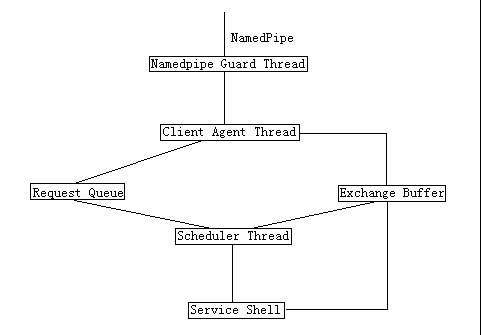 NamedPipe
Namedpipe Guard Thread
Client Agent Thread
Request Queue
Exchange Buffer
Scheduler Thread
Service Shell